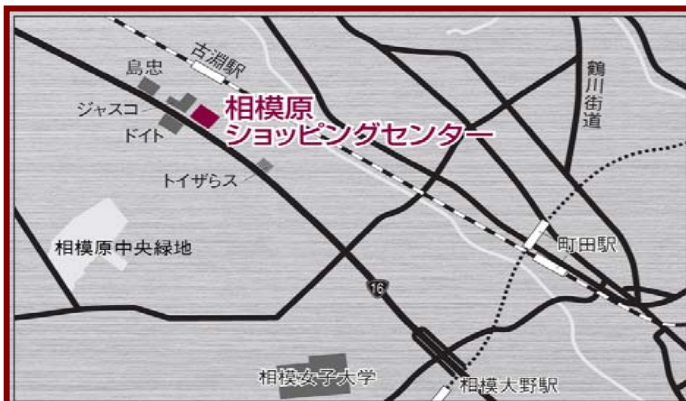 古淵駅
島忠
ジャスコ
ドイト
相模原
ショッピングセンター
トイザらス
鶴川街道
相模原中央緑地
町田駅
16
相模女子大学
相模大野駅